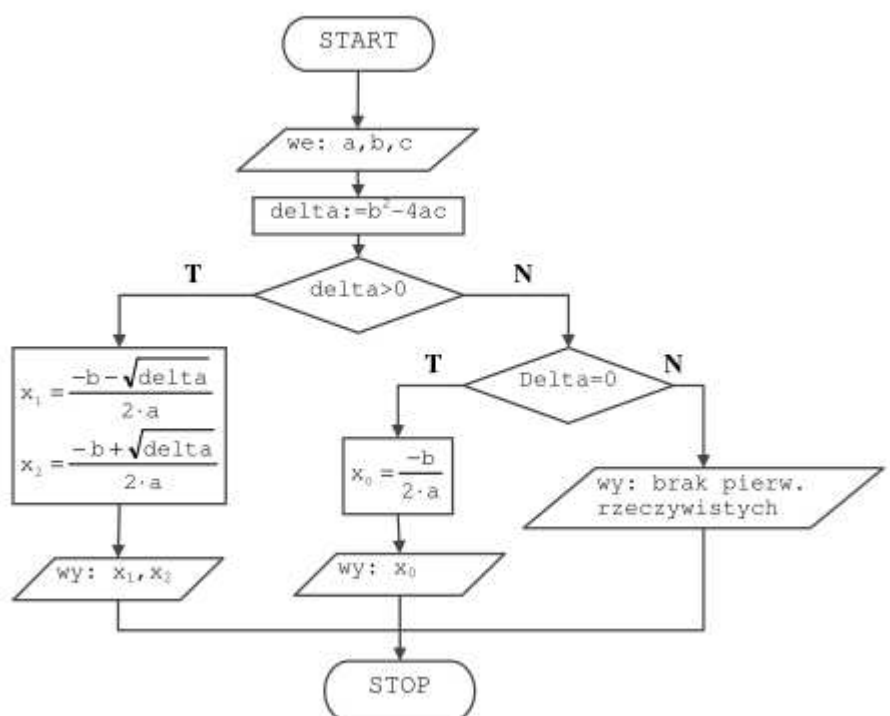 START
we: a,b,c
delta:=b²-4ac
T
delta>0
N
x₁ = (-b-√delta)/(2·a)
x₂ = (-b+√delta)/(2·a)
T
Delta=0
N
x₀ = -b/(2·a)
wy: brak pierw.
rzeczywistych
wy: x₁,x₂
wy: x₀
STOP